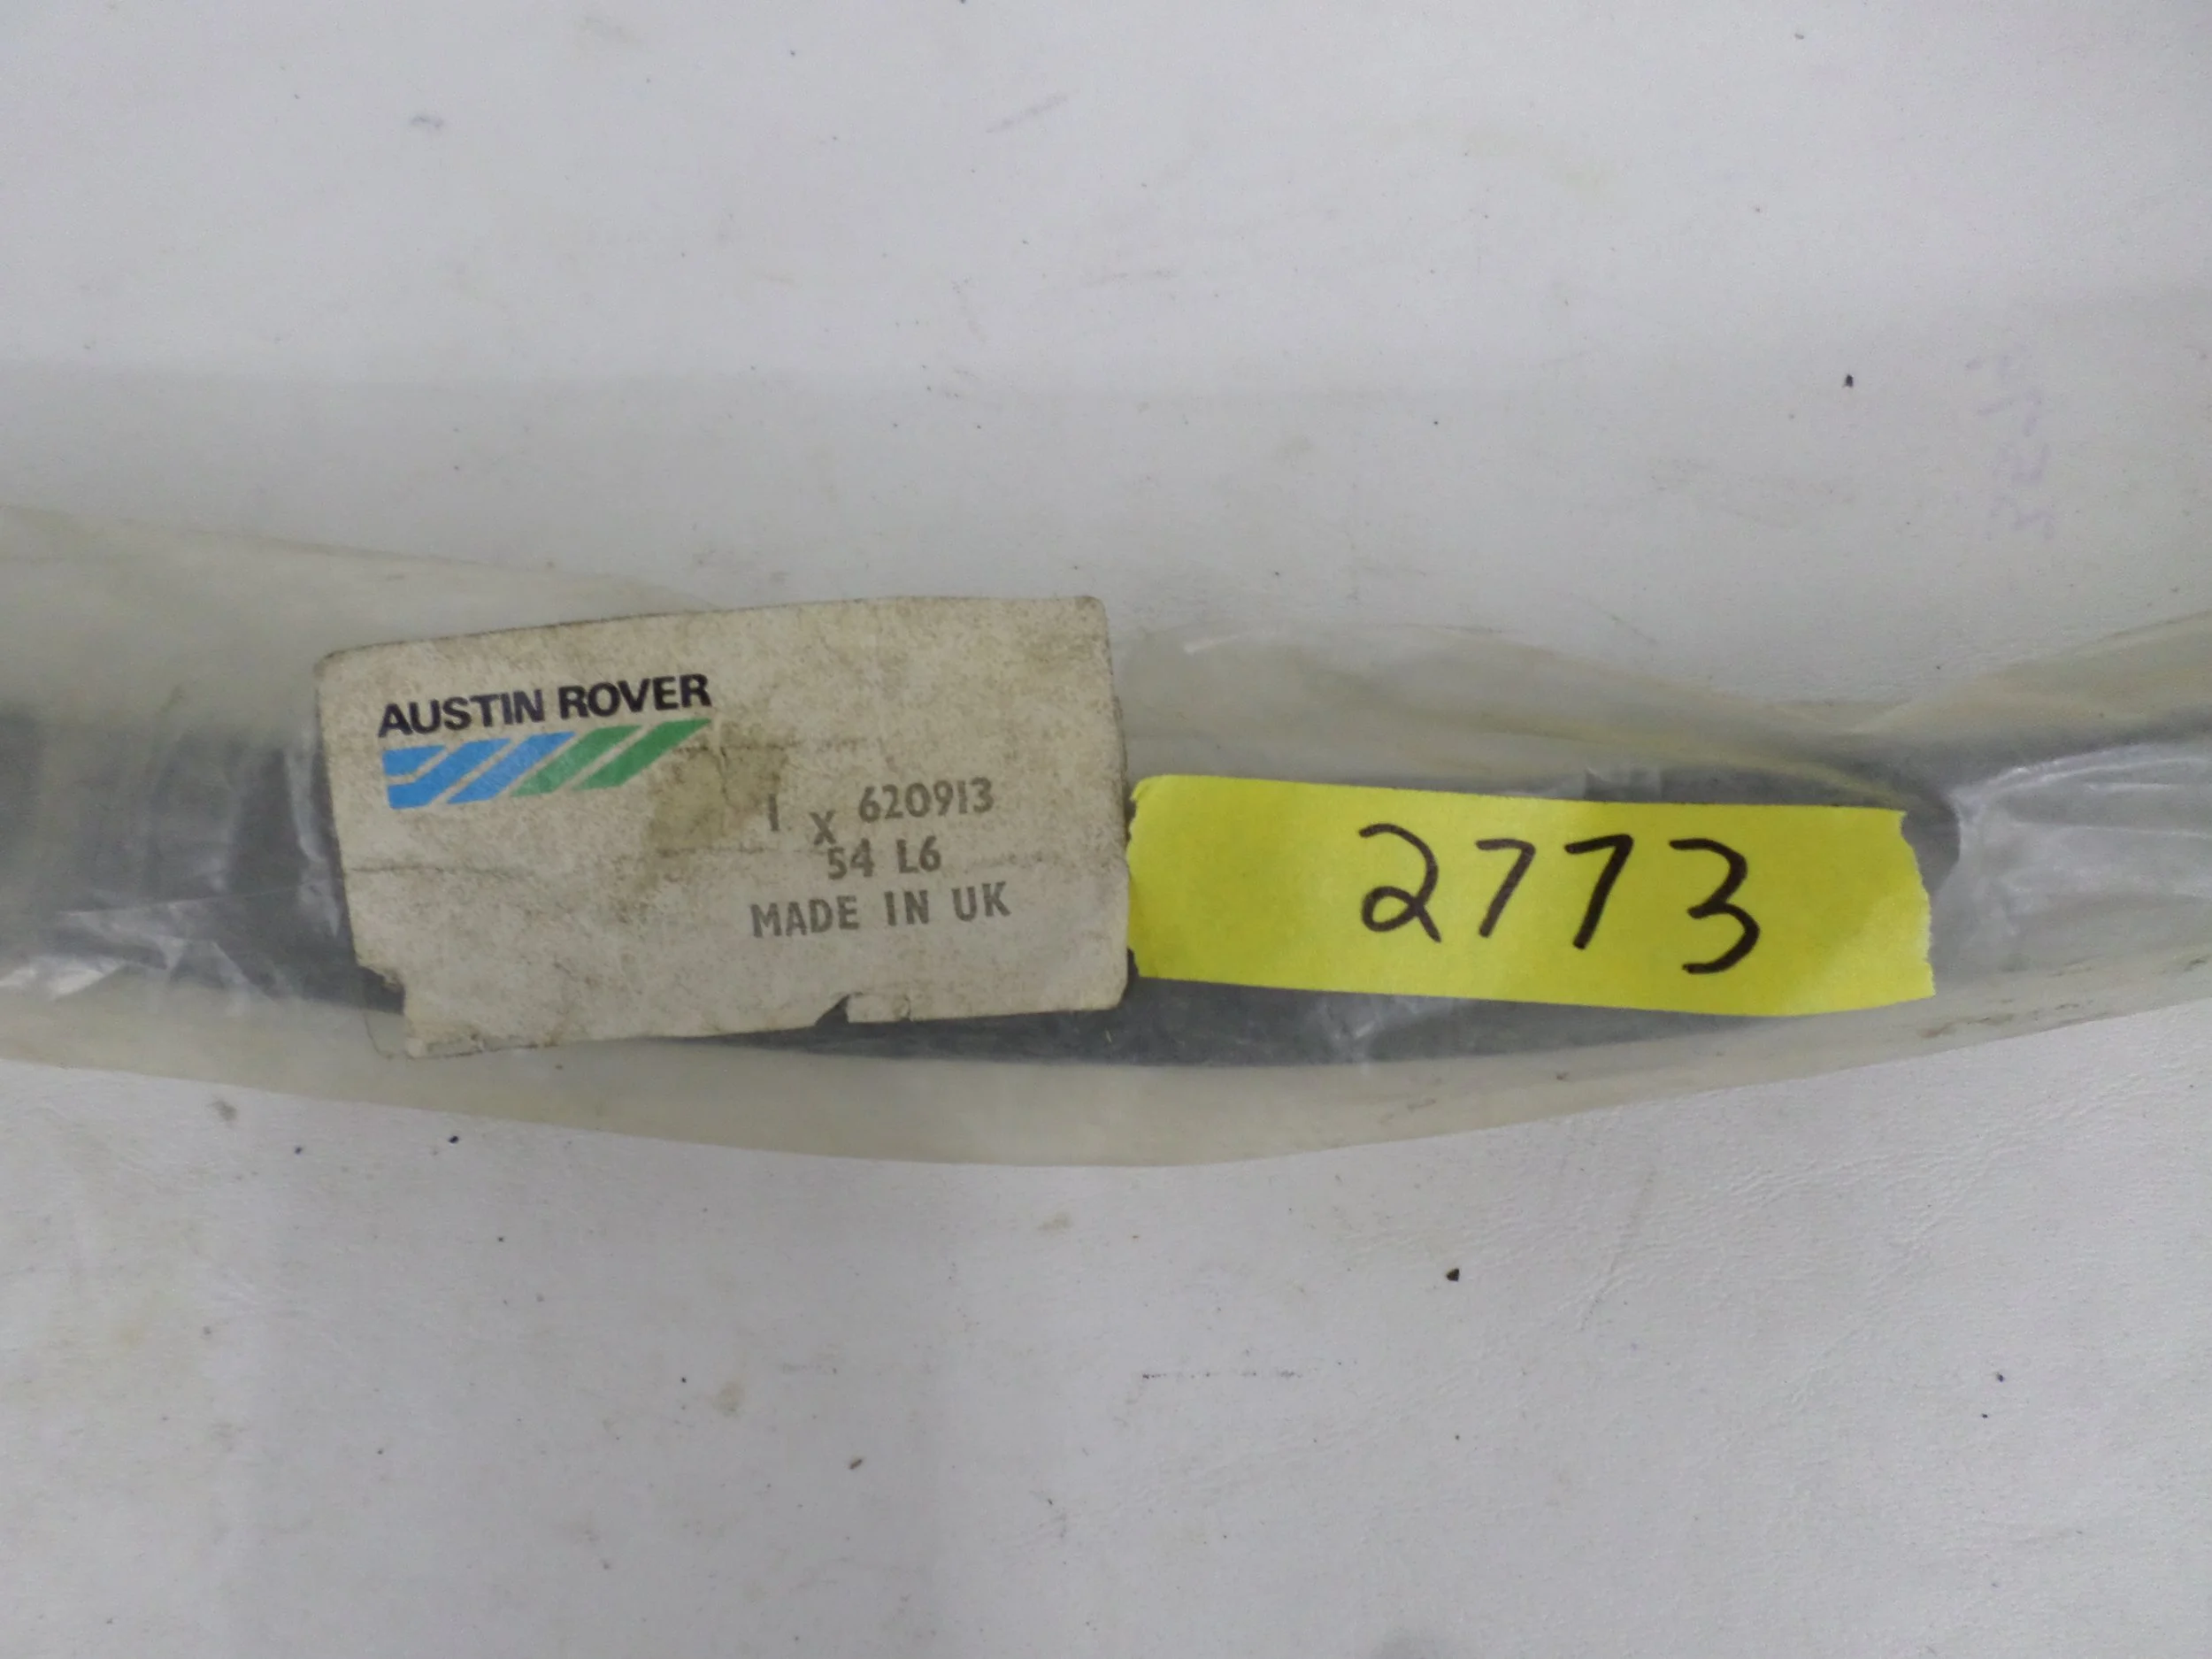 AUSTIN ROVER
1 X 620913
54 L6
MADE IN UK
2773